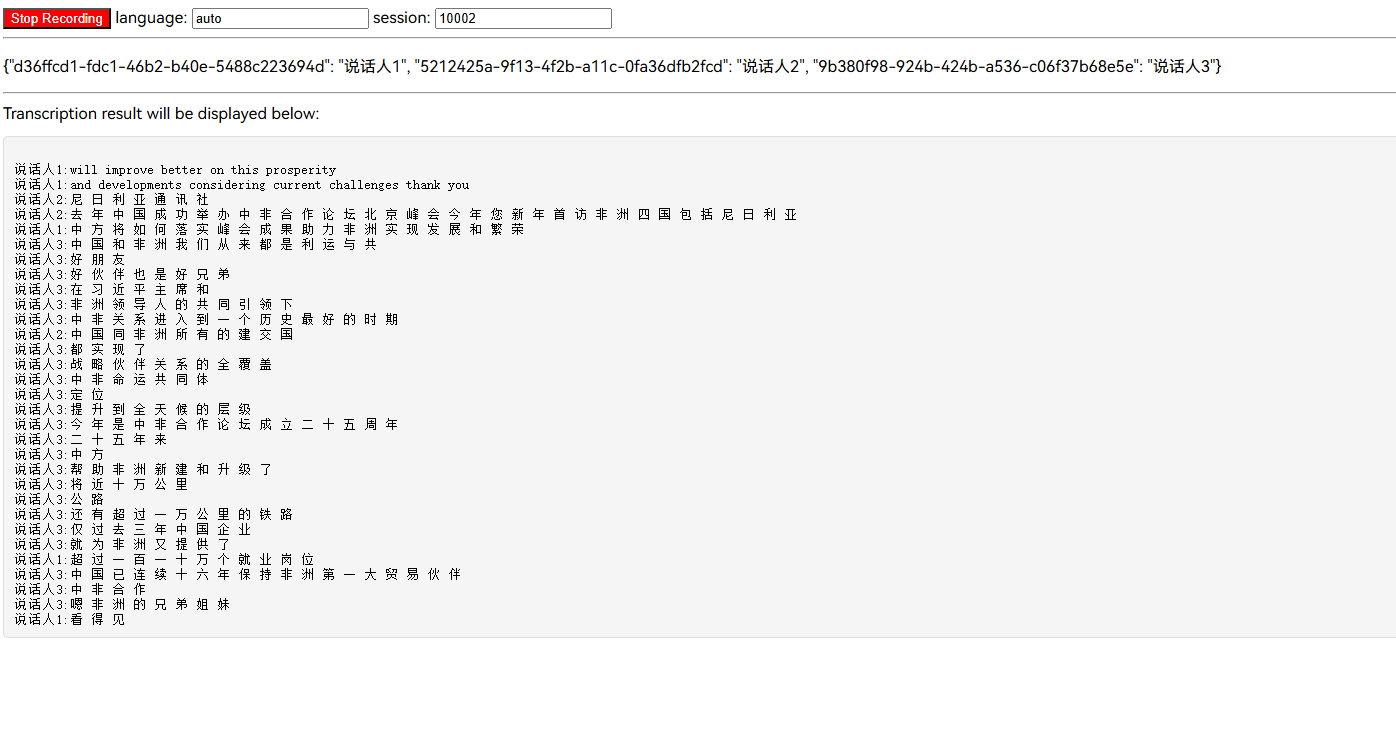 Stop Recording language: auto session: 10002
{"d36ffcd1-fdc1-46b2-b40e-5488c223694d": "说话人1", "5212425a-9f13-4f2b-a11c-0fa36dfb2fcd": "说话人2", "9b380f98-924b-424b-a536-c06f37b68e5e": "说话人3"}
Transcription result will be displayed below:
说话人1:will improve better on this prosperity
说话人1:and developments considering current challenges thank you
说话人2:尼 日 利 亚 通 讯 社
说话人2:去 年 中 国 成 功 举 办 中 非 合 作 论 坛 北 京 峰 会 今 年 您 新 年 首 访 非 洲 四 国 包 括 尼 日 利 亚
说话人1:中 方 将 如 何 落 实 峰 会 成 果 助 力 非 洲 实 现 发 展 和 繁 荣
说话人3:中 国 和 非 洲 我 们 从 来 都 是 利 运 与 共
说话人3:好 朋 友
说话人3:好 伙 伴 也 是 好 兄 弟
说话人3:在 习 近 平 主 席 和
说话人3:非 洲 领 导 人 的 共 同 引 领 下
说话人3:中 非 关 系 进 入 到 一 个 历 史 最 好 的 时 期
说话人2:中 国 同 非 洲 所 有 的 建 交 国
说话人3:都 实 现 了
说话人3:战 略 伙 伴 关 系 的 全 覆 盖
说话人3:中 非 命 运 共 同 体
说话人3:定 位
说话人3:提 升 到 全 天 候 的 层 级
说话人3:今 年 是 中 非 合 作 论 坛 成 立 二 十 五 周 年
说话人3:二 十 五 年 来
说话人3:中 方
说话人3:帮 助 非 洲 新 建 和 升 级 了
说话人3:将 近 十 万 公 里
说话人3:公 路
说话人3:还 有 超 过 一 万 公 里 的 铁 路
说话人3:仅 过 去 三 年 中 国 企 业
说话人3:就 为 非 洲 又 提 供 了
说话人1:超 过 一 百 一 十 万 个 就 业 岗 位
说话人3:中 国 已 连 续 十 六 年 保 持 非 洲 第 一 大 贸 易 伙 伴
说话人3:中 非 合 作
说话人3:嗯 非 洲 的 兄 弟 姐 妹
说话人1:看 得 见